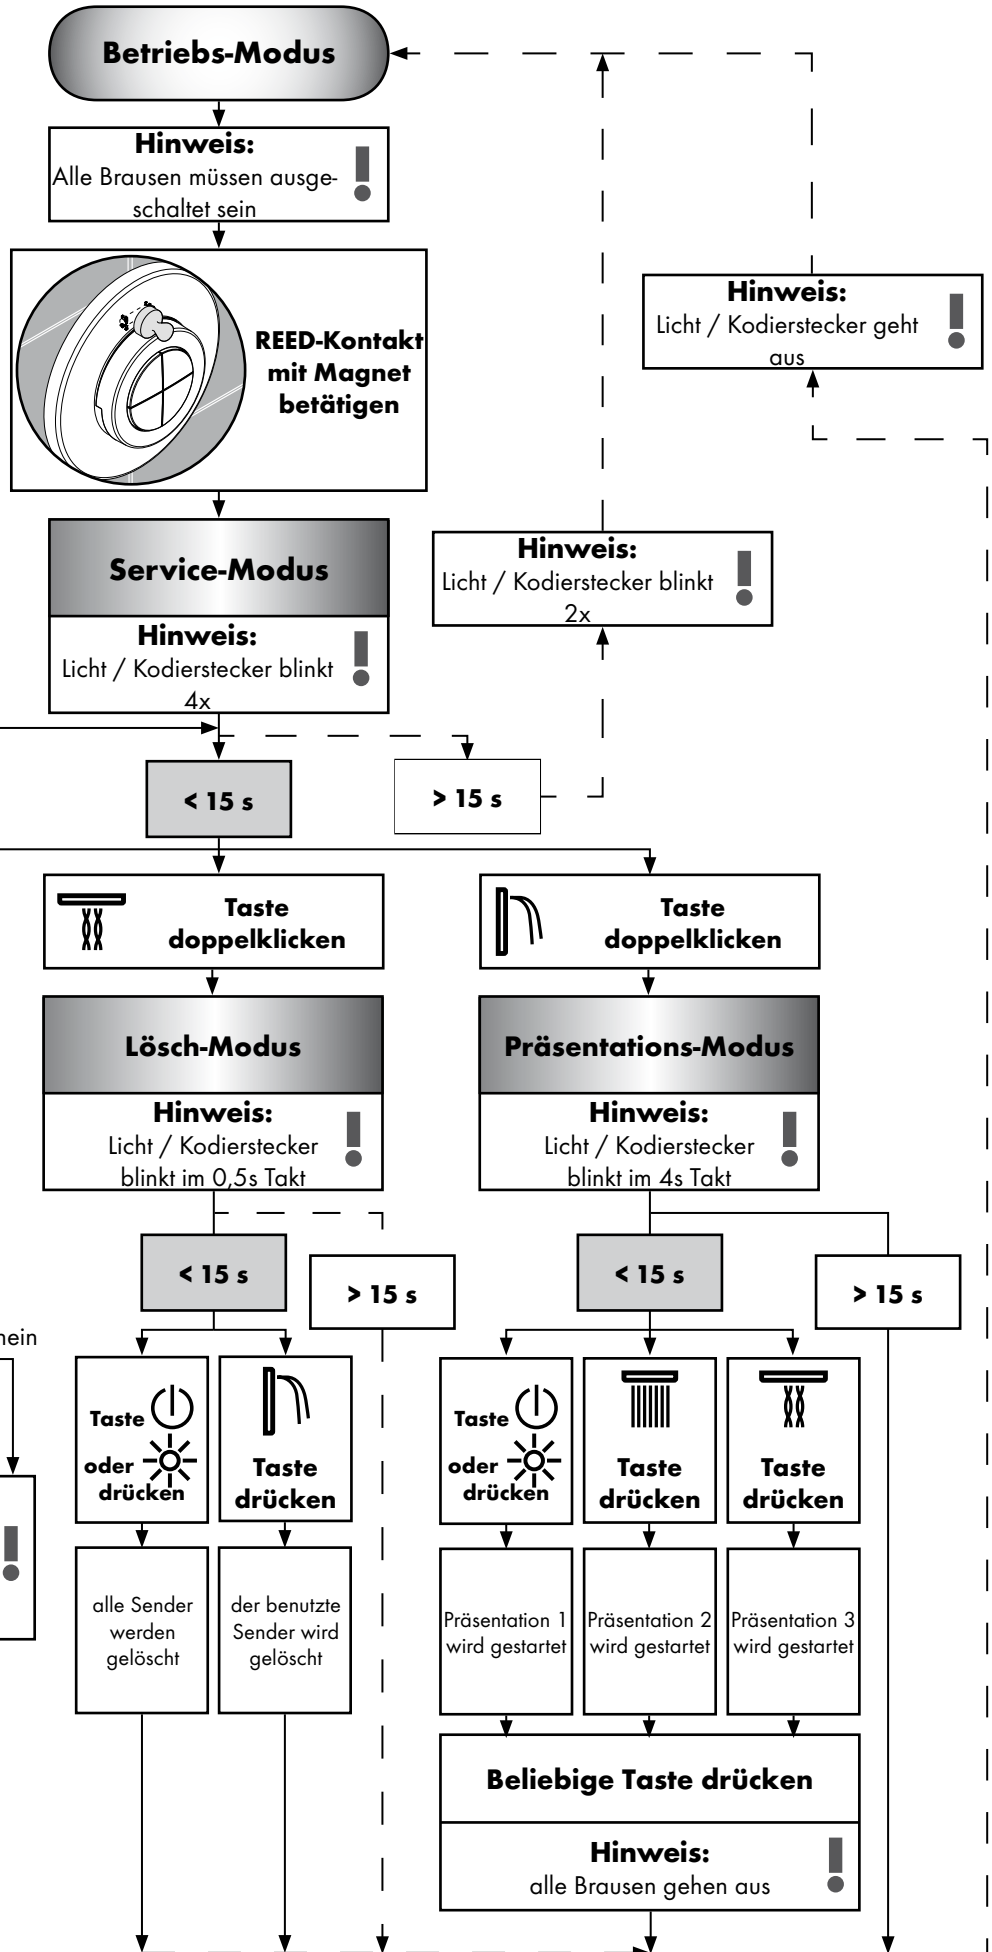 Betriebs-Modus
Hinweis:
Alle Brausen müssen ausge-
schaltet sein
REED-Kontakt
mit Magnet
betätigen
Hinweis:
Licht / Kodierstecker geht
aus
Service-Modus
Hinweis:
Licht / Kodierstecker blinkt
4x
Hinweis:
Licht / Kodierstecker blinkt
2x
< 15 s
> 15 s
Taste
doppelklicken
Taste
doppelklicken
Lösch-Modus
Hinweis:
Licht / Kodierstecker
blinkt im 0,5s Takt
Präsentations-Modus
Hinweis:
Licht / Kodierstecker
blinkt im 4s Takt
< 15 s
> 15 s
< 15 s
> 15 s
Taste
oder
drücken
Taste
drücken
Taste
oder
drücken
Taste
drücken
Taste
drücken
alle Sender
werden
gelöscht
der benutzte
Sender wird
gelöscht
Präsentation 1
wird gestartet
Präsentation 2
wird gestartet
Präsentation 3
wird gestartet
Beliebige Taste drücken
Hinweis:
alle Brausen gehen aus